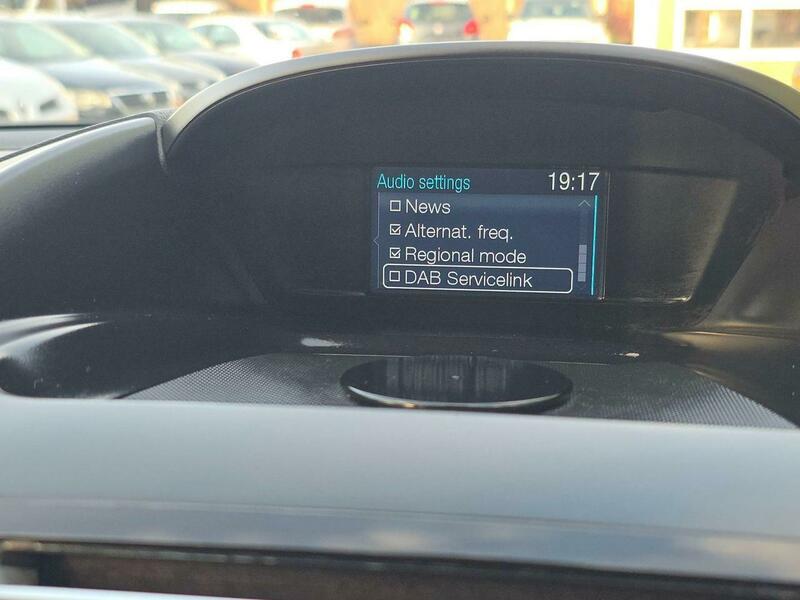 Audio settings 19:17
News
Alternat. freq.
Regional mode
DAB Servicelink